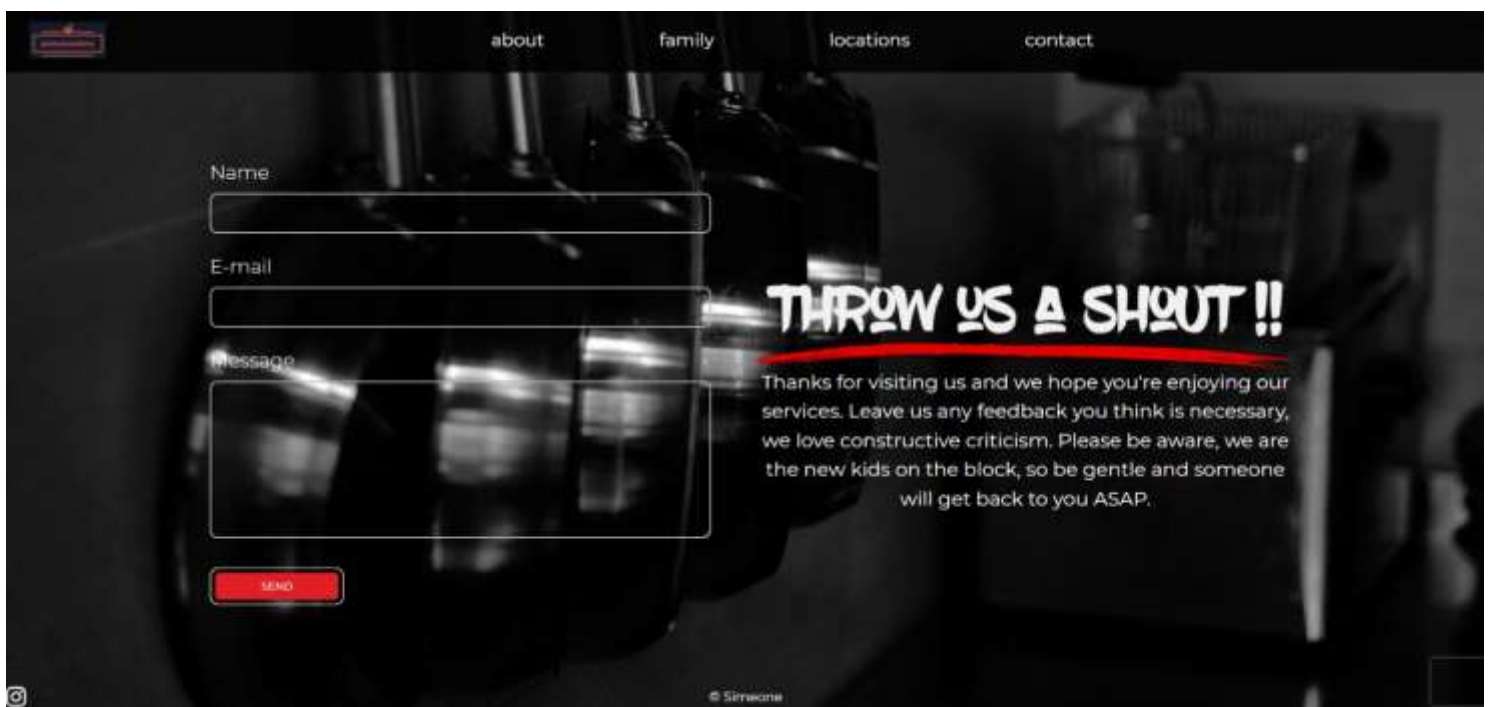 about family locations contact
Name
E-mail
Message
SEND
THROW US A SHOUT !!
Thanks for visiting us and we hope you're enjoying our
services. Leave us any feedback you think is necessary,
we love constructive criticism. Please be aware, we are
the new kids on the block, so be gentle and someone
will get back to you ASAP.
© Simeone